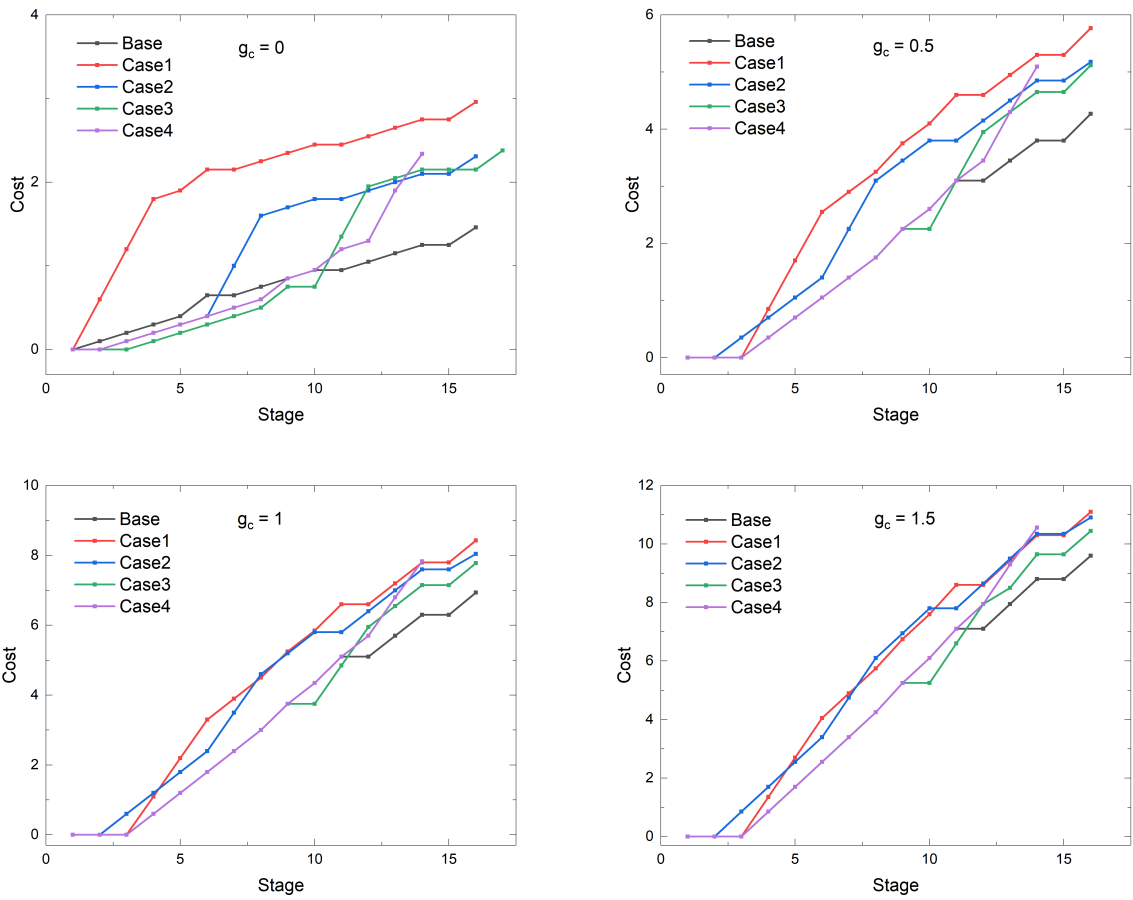 4
Base
Case1
Case2
Case3
Case4
g_c = 0
2
0
Cost
0
5
10
15
Stage
6
Base
Case1
Case2
Case3
Case4
g_c = 0.5
4
2
0
Cost
0
5
10
15
Stage
10
Base
Case1
Case2
Case3
Case4
g_c = 1
8
6
4
2
0
Cost
0
5
10
15
Stage
12
Base
Case1
Case2
Case3
Case4
g_c = 1.5
10
8
6
4
2
0
Cost
0
5
10
15
Stage